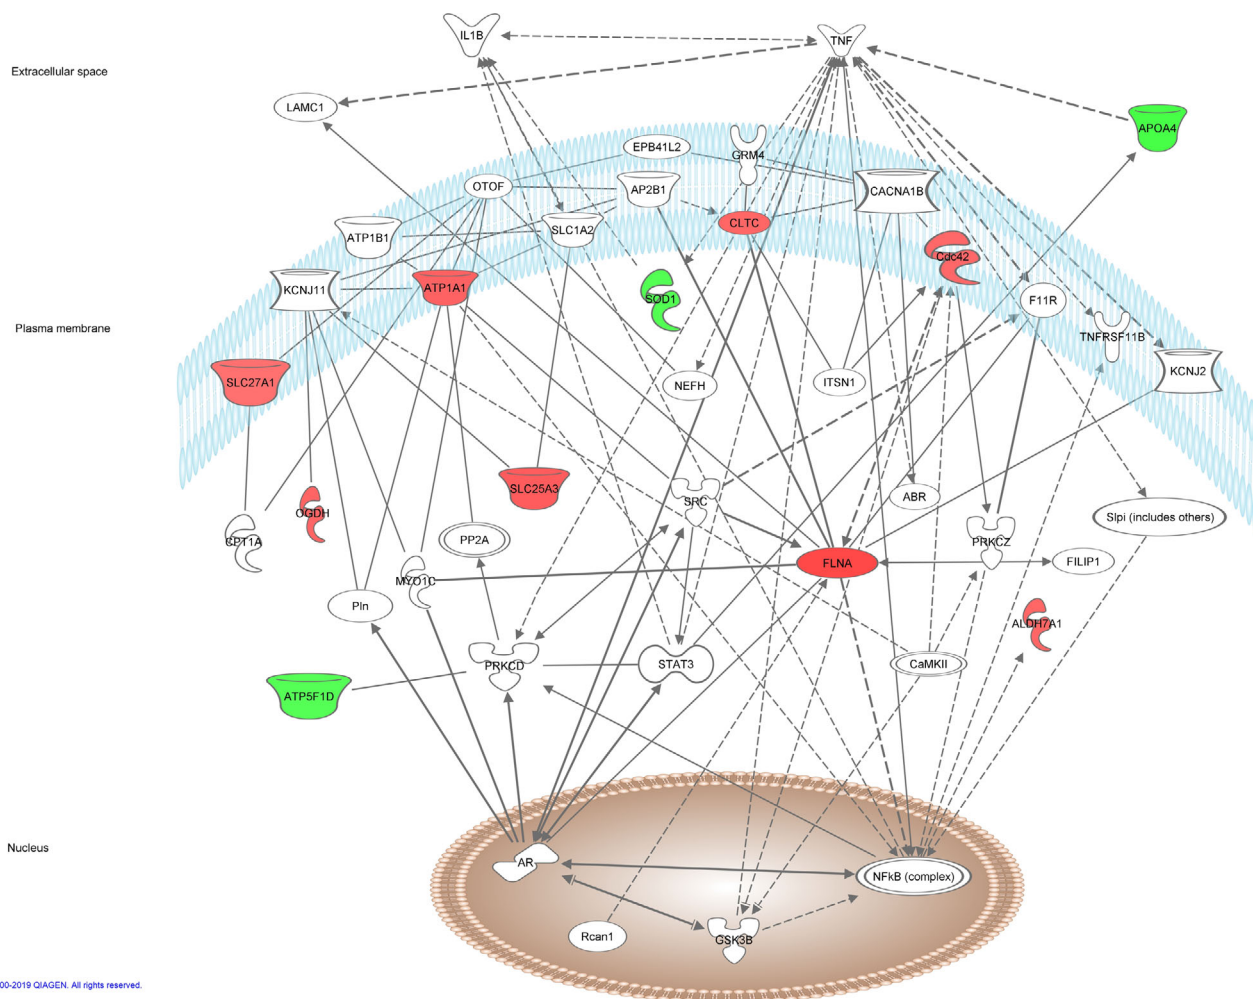 IL1B
TNF
Extracellular space
LAMC1
APOA4
EPB41L2
GRM4
OTOF
AP2B1
CACNA1B
CLTC
ATP1B1
SLC1A2
Cdc42
KCNJ11
ATP1A1
SOD1
F11R
Plasma membrane
TNFRSF11B
KCNJ2
SLC27A1
NEFH
ITSN1
SLC25A3
SRC
ABR
OGDH
Slpi (includes others)
CPT1A
PP2A
PRKCZ
FLNA
FILIP1
MYO1C
Pln
ALDH7A1
PRKCD
STAT3
CaMKII
ATP5F1D
Nucleus
AR
NFkB (complex)
Rcan1
GSK3B
00-2019 QIAGEN. All rights reserved.